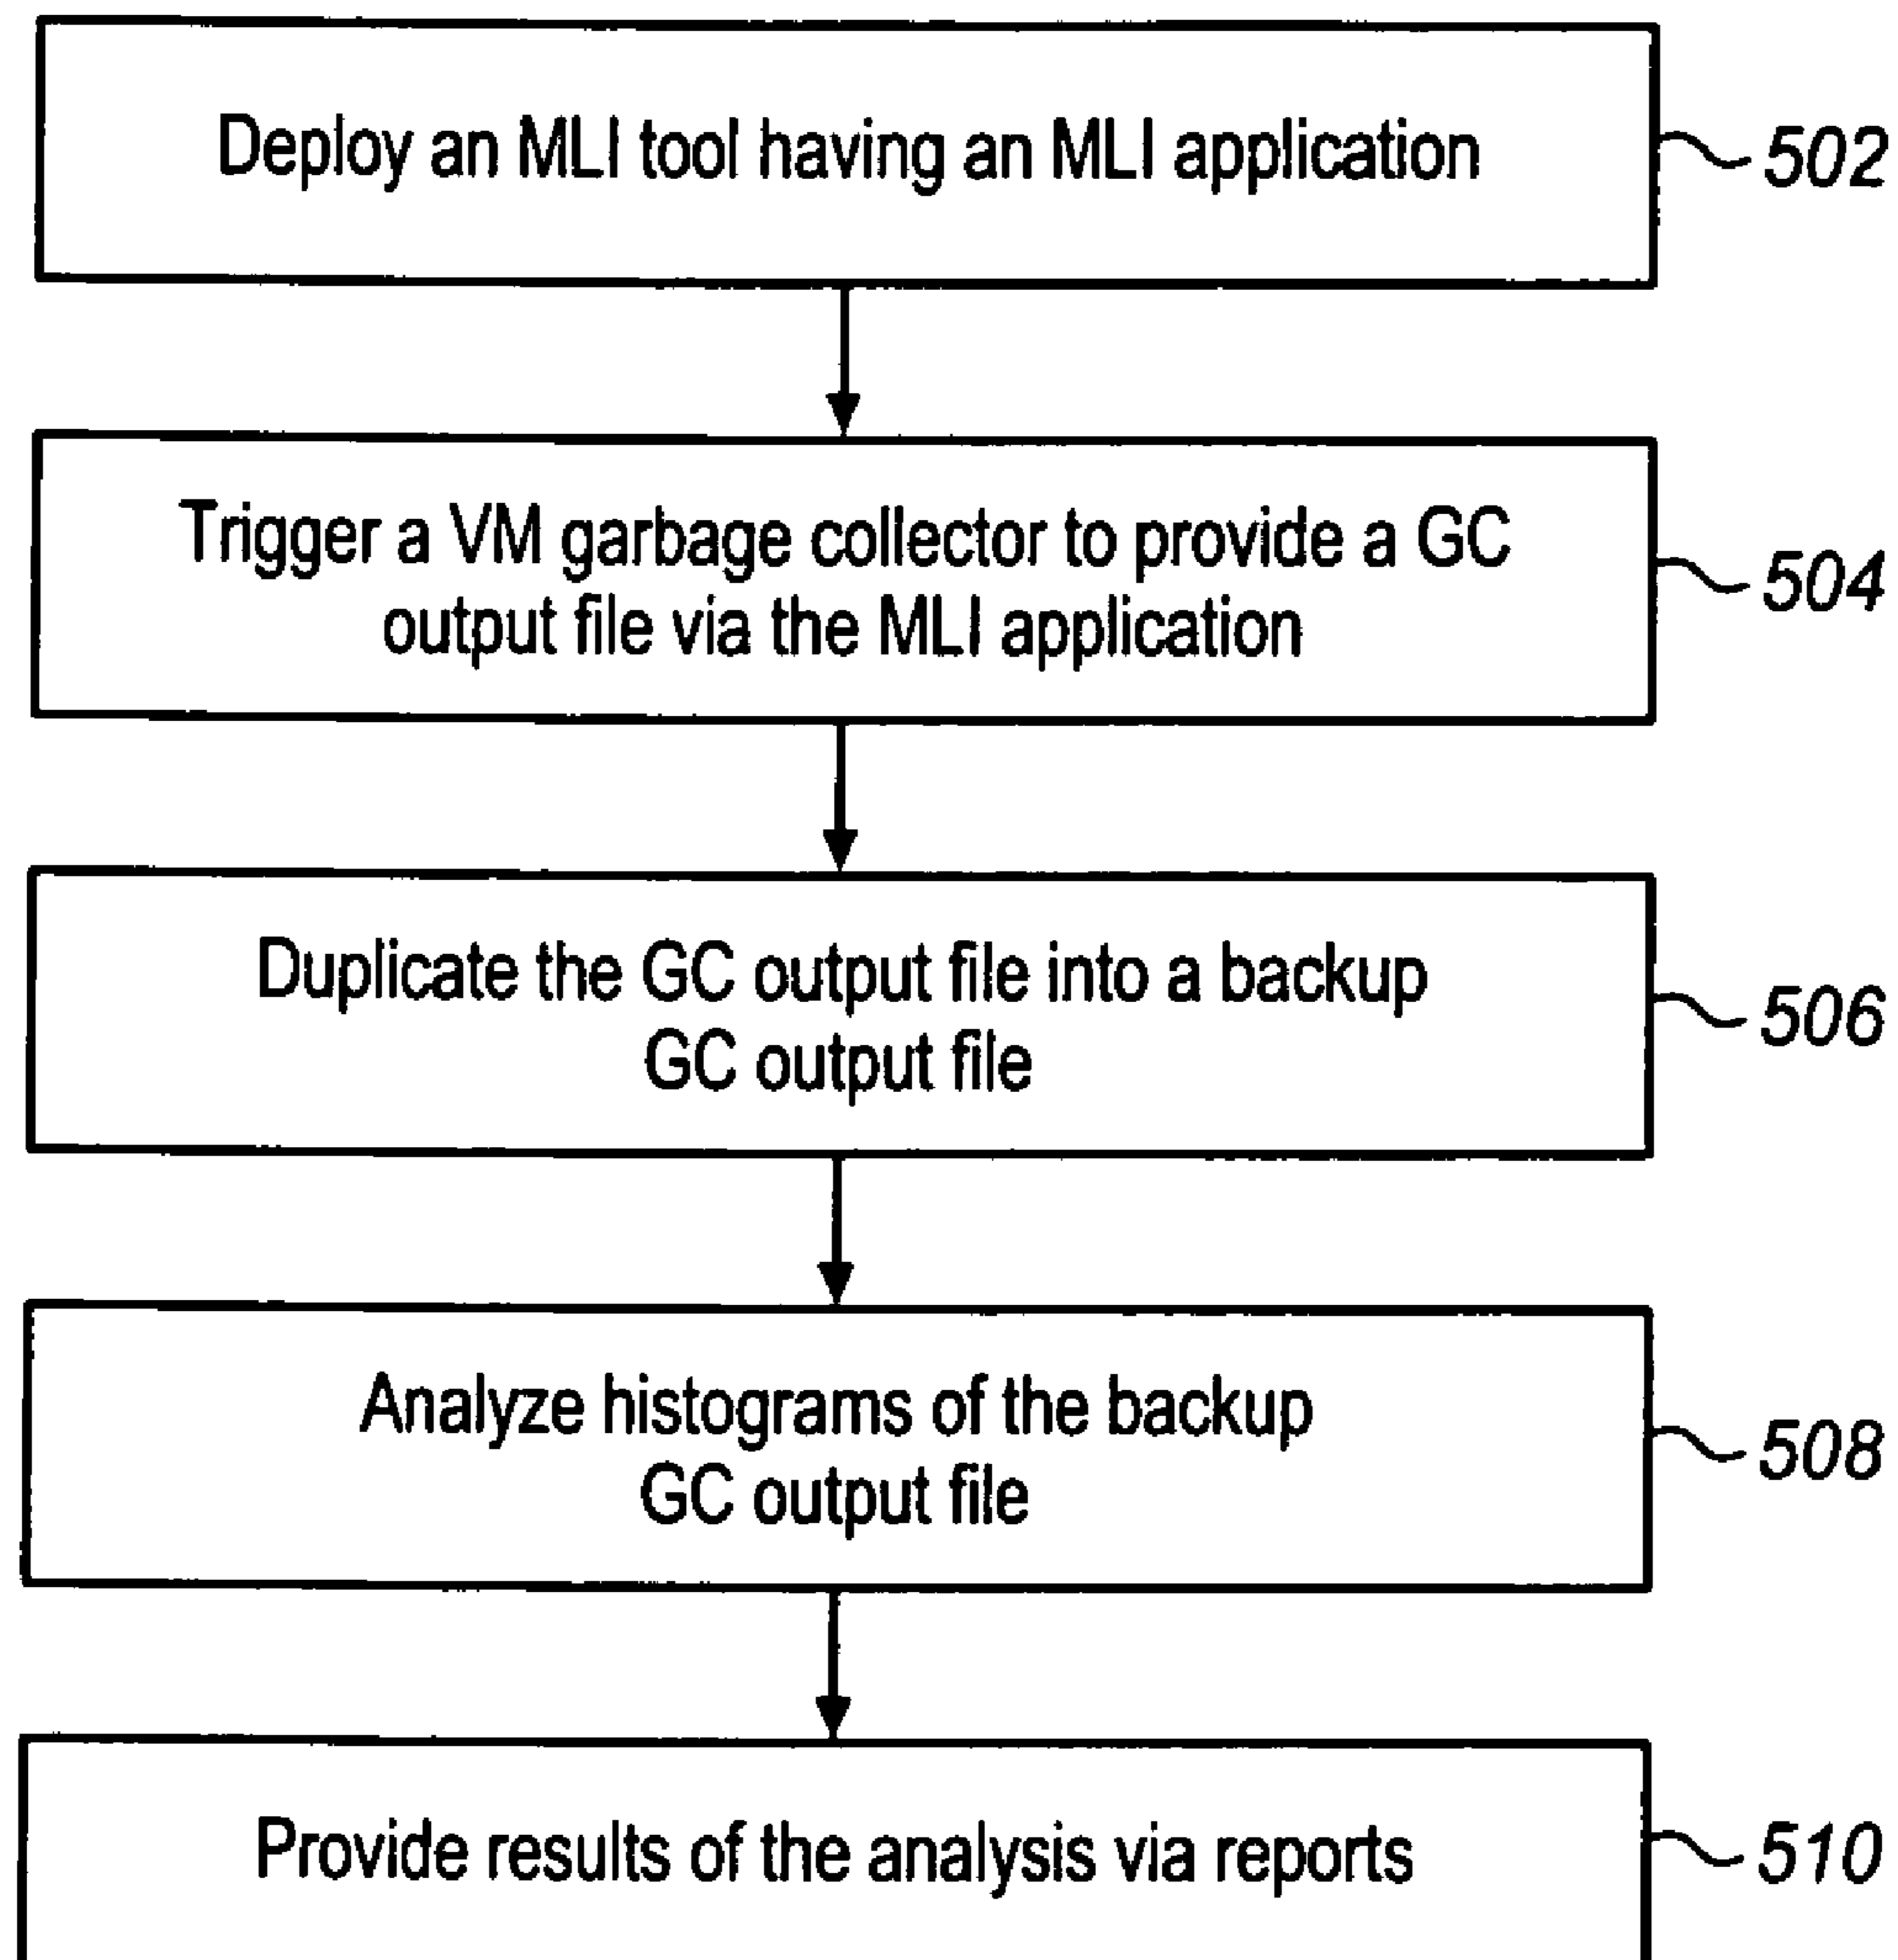 Deploy an MLI tool having an MLI application
502
Trigger a VM garbage collector to provide a GC
output file via the MLI application
504
Duplicate the GC output file into a backup
GC output file
506
Analyze histograms of the backup
GC output file
508
Provide results of the analysis via reports
510